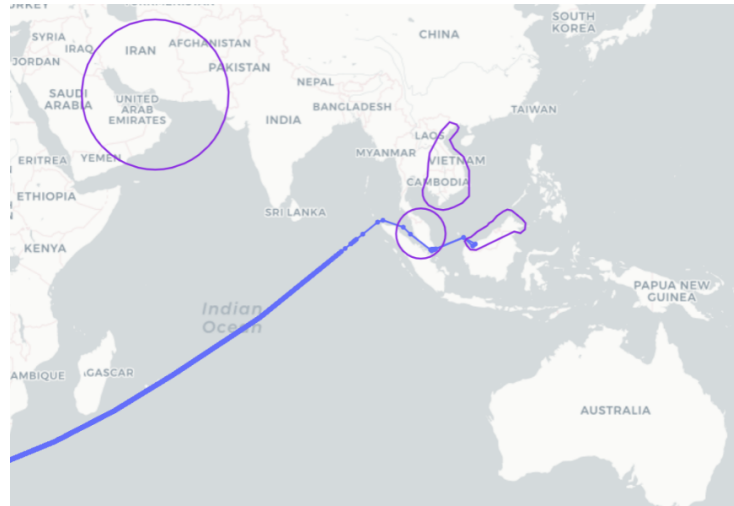 SOUTH
KOREA
CHINA
SYRIA
IRAQ
IRAN
AFGHANISTAN
JORDAN
PAKISTAN
NEPAL
SAUDI
ARABIA
UNITED
ARAB
EMIRATES
BANGLADESH
INDIA
TAIWAN
LAOS
MYANMAR
VIETNAM
ERITREA
YEMEN
CAMBODIA
ETHIOPIA
SRI LANKA
KENYA
PAPUA NEW
GUINEA
Indian
Ocean
AMBIQUE
GASCAR
AUSTRALIA